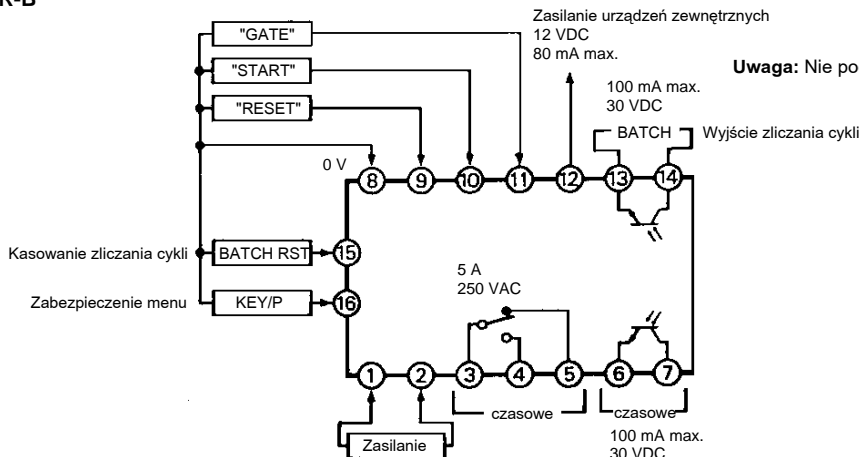 R-B
Zasilanie urządzeń zewnętrznych
12 VDC
80 mA max.
Uwaga: Nie po
"GATE"
"START"
"RESET"
100 mA max.
30 VDC
BATCH
Wyjście zliczania cykli
0 V
8
9
10
11
12
13
14
Kasowanie zliczania cykli
BATCH RST
15
5 A
250 VAC
Zabezpieczenie menu
KEY/P
16
1
2
3
4
5
6
7
czasowe
czasowe
Zasilanie
100 mA max.
30 VDC